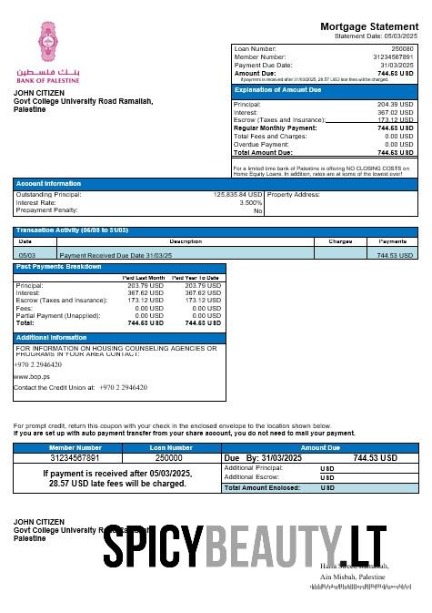 Mortgage Statement
Statement Date: 05/03/2025
بنك فلسطين
BANK OF PALESTINE
JOHN CITIZEN
Govt College University Road Ramallah,
Palestine
Loan Number: 250080
Member Number: 31234567891
Payment Due Date: 31/03/2025
Amount Due: 744.53 USD
If payment is received after 05/03/2025, 28.57 USD late fees will be charged.
Explanation of Amount Due
Principal: 204.39 USD
Interest: 367.02 USD
Escrow (Taxes and Insurance): 173.12 USD
Regular Monthly Payment: 744.53 USD
Total Fees and Charges: 0.00 USD
Overdue Payment: 0.00 USD
Total Amount Due: 744.53 USD
For a limited time bank of Palestine is offering NO CLOSING COSTS on
Home Equity Loans. In addition, rates are at some of the lowest ever!
Account Information
Outstanding Principal: 125,835.84 USD
Interest Rate: 3.500%
Prepayment Penalty: No
Property Address:
Transaction Activity (05/03 to 31/03)
Date Description Charges Payments
05/03 Payment Received Due Date 31/03/25 744.53 USD
Past Payments Breakdown
Paid Last Month Paid Year To Date
Principal: 203.79 USD 203.79 USD
Interest: 367.62 USD 367.62 USD
Escrow (Taxes and Insurance): 173.12 USD 173.12 USD
Fees: 0.00 USD 0.00 USD
Partial Payment (Unapplied): 0.00 USD 0.00 USD
Total: 744.53 USD 744.53 USD
Additional Information
FOR INFORMATION ON HOUSING COUNSELING AGENCIES OR
PROGRAMS IN YOUR AREA CONTACT:
+970 2 2946420
www.bop.ps
Contact the Credit Union at: +970 2 2946420
For prompt credit, return this coupon with your check in the enclosed envelope to the location shown below.
If you are set up with auto payment transfer from your share account, you do not need to mail your payment.
Member Number Loan Number Amount Due
31234567891 250000 Due By: 31/03/2025 744.53 USD
If payment is received after 05/03/2025,
28.57 USD late fees will be charged.
Additional Principal: USD
Additional Escrow: USD
Total Amount Enclosed: USD
JOHN CITIZEN
Govt College University
Palestine
SPICYBEAUTY.LT
Ain Misbah, Palestine